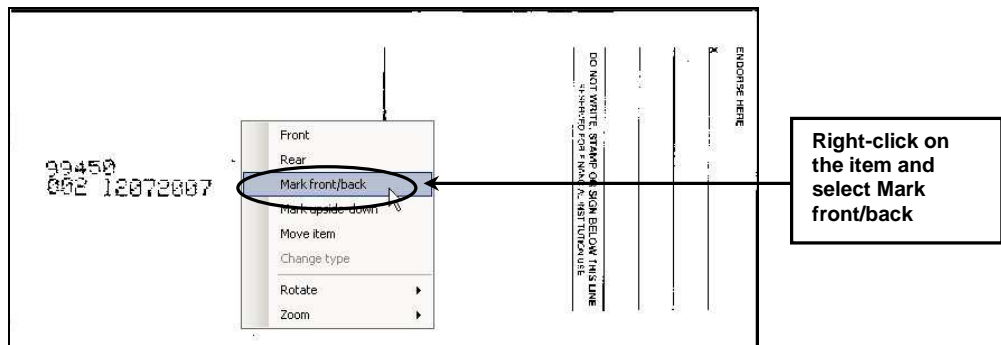 ENDORSE HERE
X
DO NOT WRITE, STAMP OR SIGN BELOW THIS LINE
RESERVED FOR FINANCIAL INSTITUTION USE
99450
002 12072007
Front
Rear
Mark front/back
Mark upside-down
Move item
Change type
Rotate
Zoom
Right-click on
the item and
select Mark
front/back